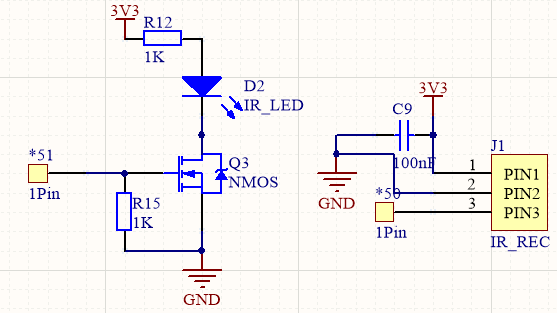 3V3
R12
1K
D2
IR_LED
*51
1Pin
R15
1K
Q3
NMOS
GND
3V3
C9
100nF
GND
*50
1Pin
J1
1 PIN1
2 PIN2
3 PIN3
IR_REC